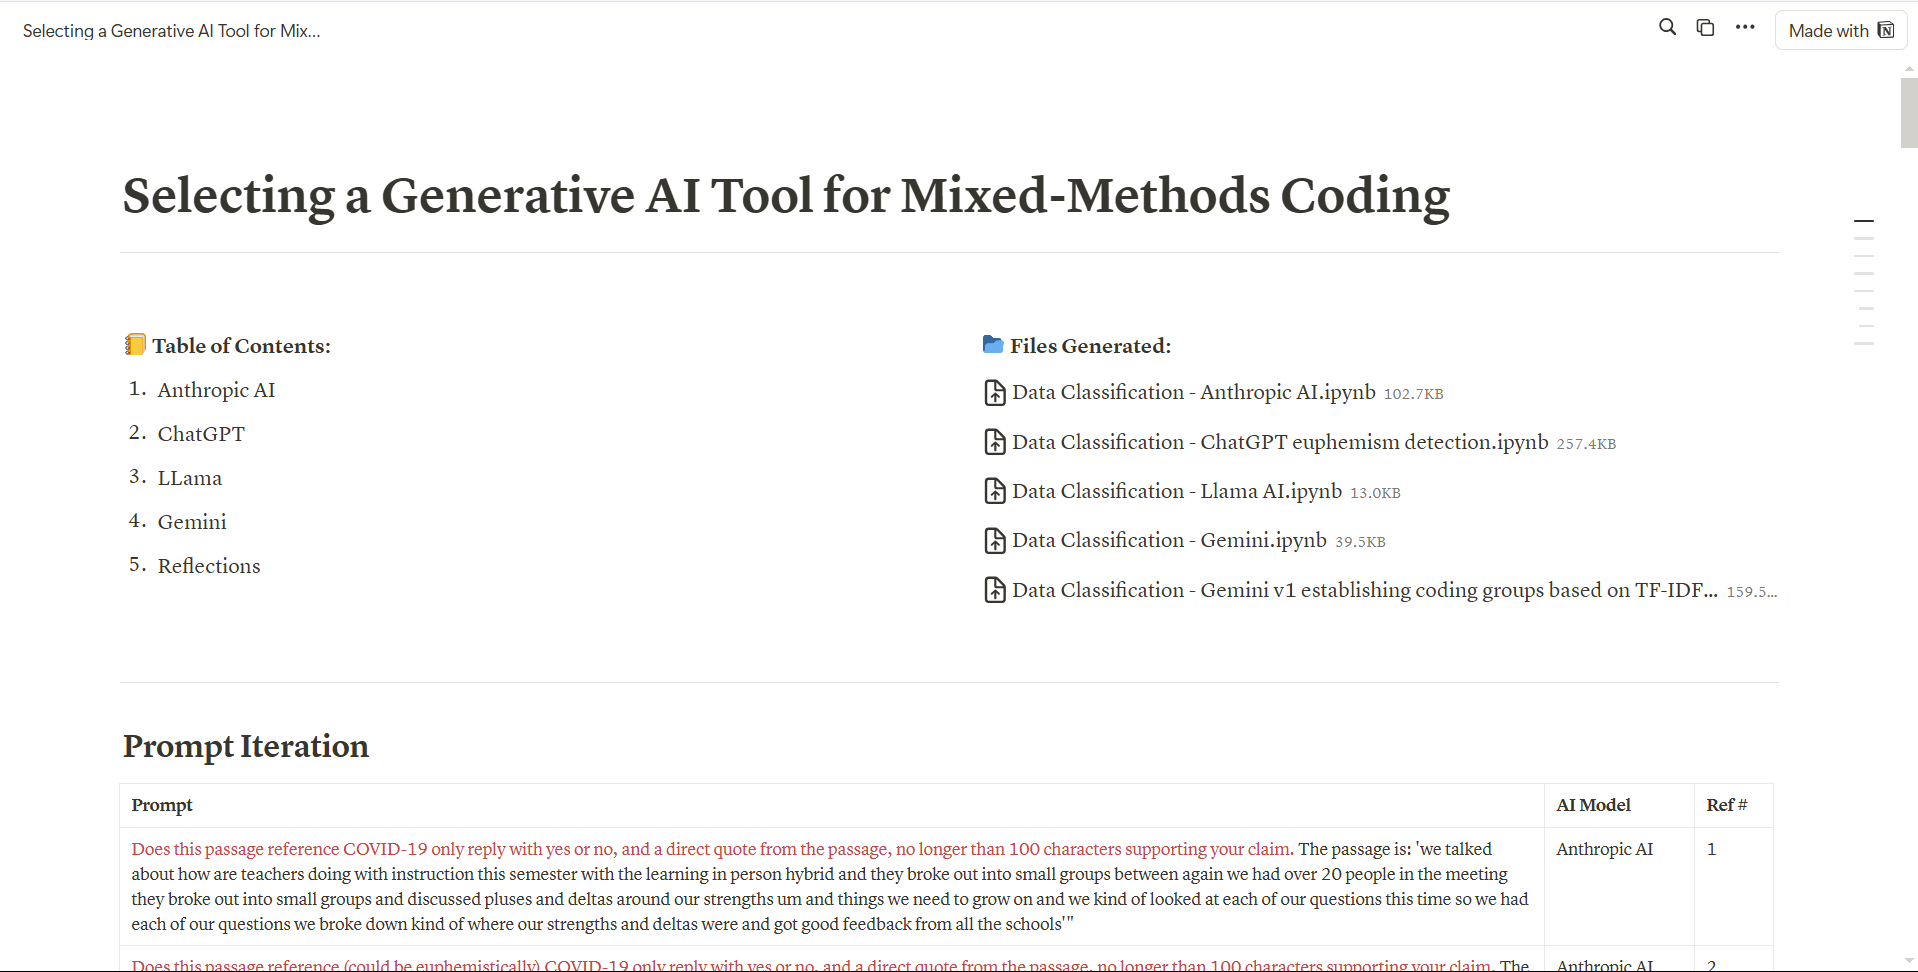 Selecting a Generative AI Tool for Mix...
Made with
Selecting a Generative AI Tool for Mixed-Methods Coding
Table of Contents:
1. Anthropic AI
2. ChatGPT
3. LLama
4. Gemini
5. Reflections
Files Generated:
Data Classification - Anthropic AI.ipynb 102.7KB
Data Classification - ChatGPT euphemism detection.ipynb 257.4KB
Data Classification - Llama AI.ipynb 13.0KB
Data Classification - Gemini.ipynb 39.5KB
Data Classification - Gemini v1 establishing coding groups based on TF-IDF... 159.5...
Prompt Iteration
Prompt AI Model Ref #
Does this passage reference COVID-19 only reply with yes or no, and a direct quote from the passage, no longer than 100 characters supporting your claim. The passage is: 'we talked Anthropic AI 1
about how are teachers doing with instruction this semester with the learning in person hybrid and they broke out into small groups between again we had over 20 people in the meeting
they broke out into small groups and discussed pluses and deltas around our strengths um and things we need to grow on and we kind of looked at each of our questions this time so we had
each of our questions we broke down kind of where our strengths and deltas were and got good feedback from all the schools'"
Does this passage reference (could be euphemistically) COVID-19 only reply with yes or no, and a direct quote from the passage, no longer than 100 characters supporting your claim. The Anthropic AI 2